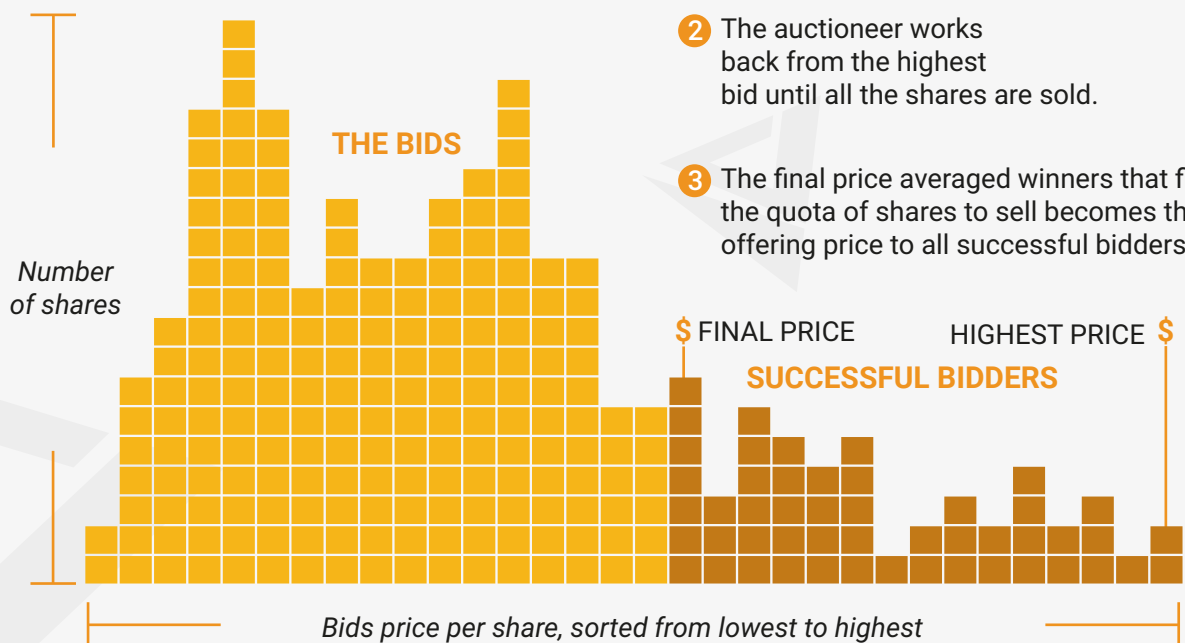 2 The auctioneer works
back from the highest
bid until all the shares are sold.
THE BIDS
3 The final price averaged winners that f
the quota of shares to sell becomes th
offering price to all successful bidders
Number
of shares
$ FINAL PRICE
HIGHEST PRICE $
SUCCESSFUL BIDDERS
Bids price per share, sorted from lowest to highest